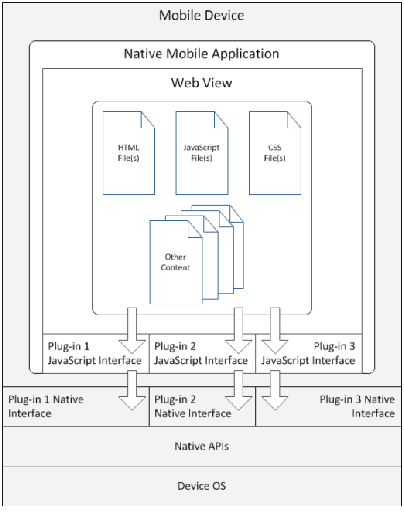 Mobile Device
Native Mobile Application
Web View
HTML
File(s)
JavaScript
File(s)
CSS
File(s)
Other
Content
Plug-in 1
JavaScript Interface
Plug-in 2
JavaScript Interface
Plug-in 3
JavaScript Interface
Plug-in 1 Native
Interface
Plug-in 2
Native Interface
Plug-in 3 Native
Interface
Native APIs
Device OS